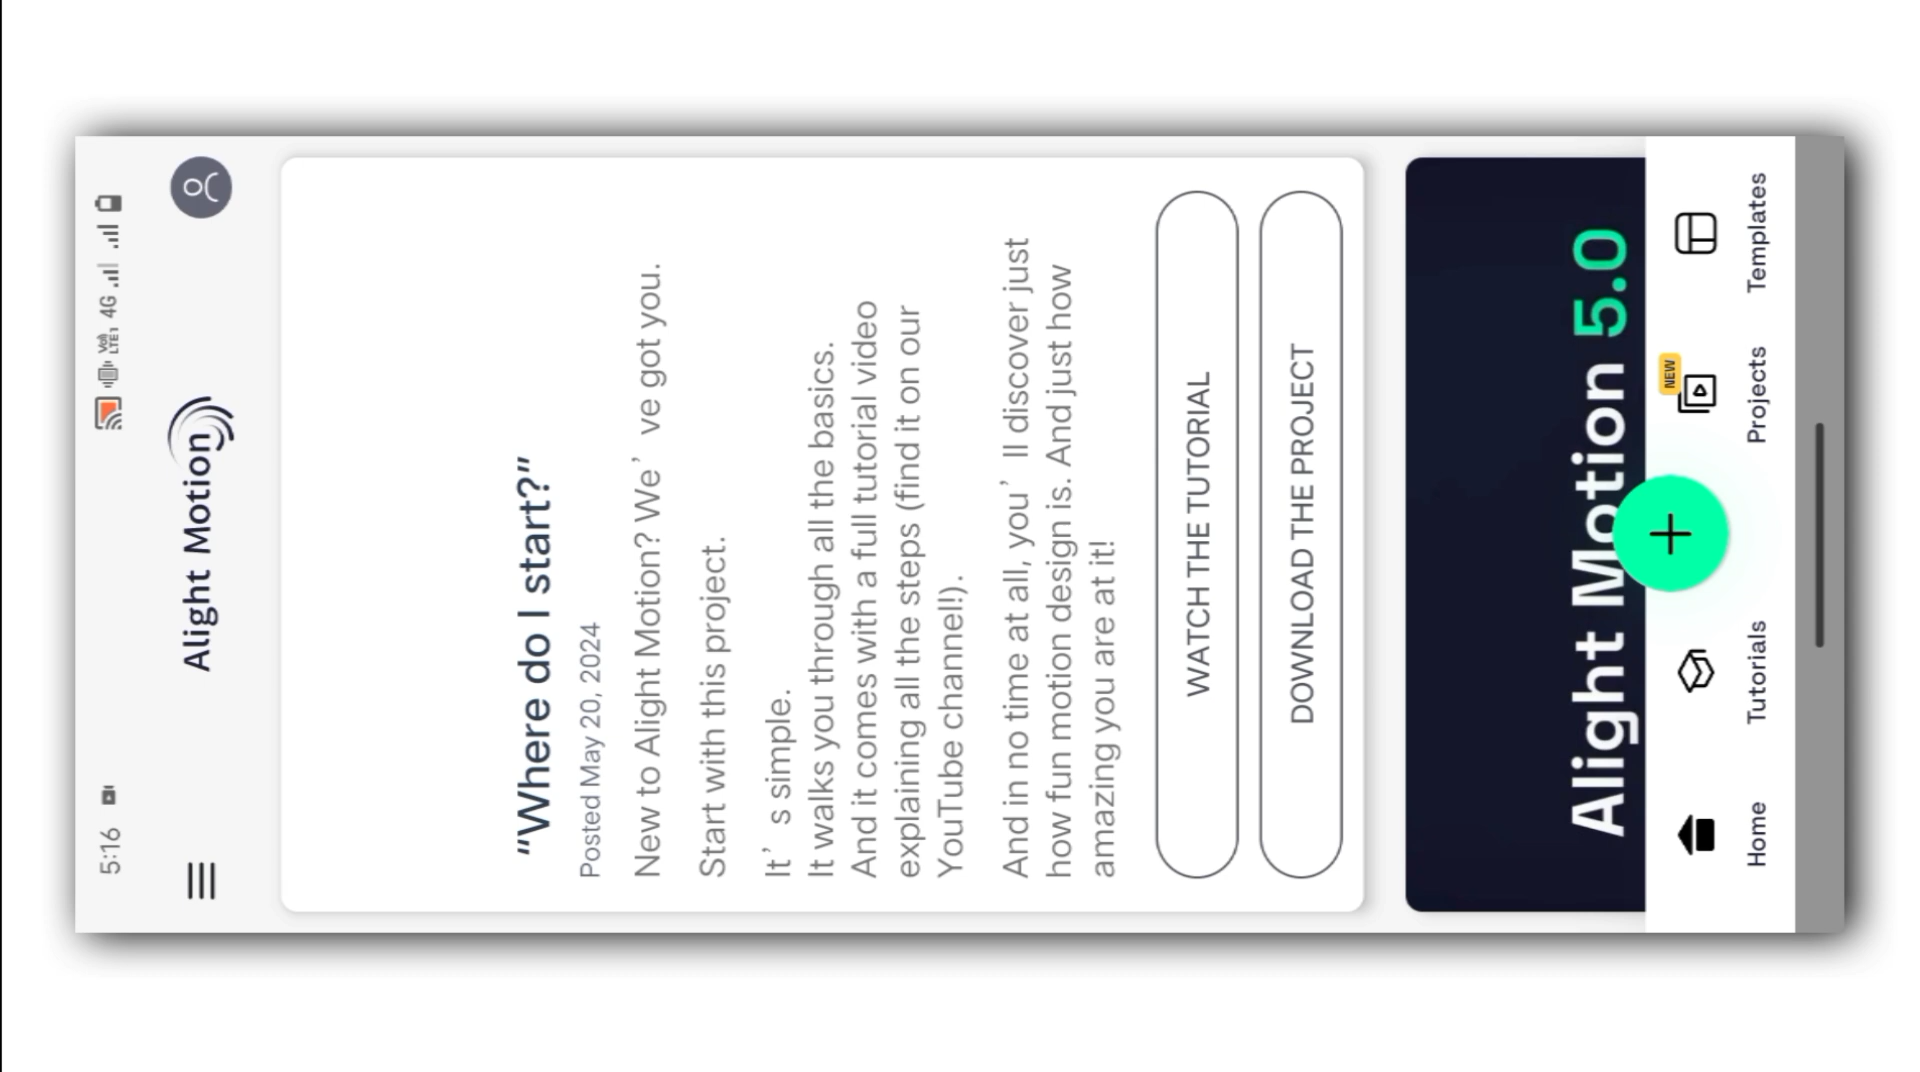 5:16
VoLTE1 4G
Alight Motion
"Where do I start?"
Posted May 20, 2024
New to Alight Motion? We’ve got you.
Start with this project.
It’s simple.
It walks you through all the basics.
And it comes with a full tutorial video
explaining all the steps (find it on our
YouTube channel!).
And in no time at all, you’ll discover just
how fun motion design is. And just how
amazing you are at it!
WATCH THE TUTORIAL
DOWNLOAD THE PROJECT
Alight Motion 5.0
NEW
Home
Tutorials
Projects
Templates